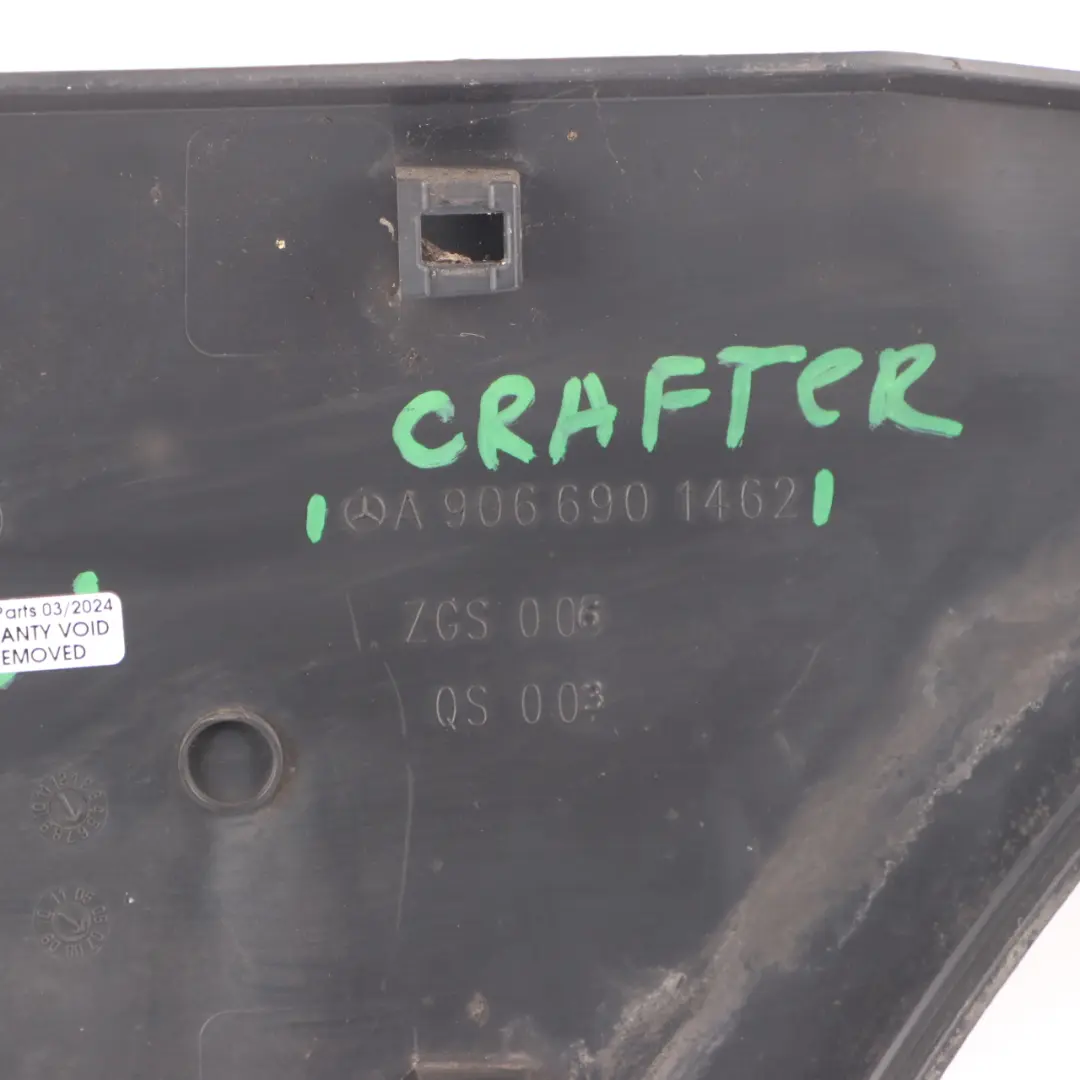 CRAFTeR
A 906 690 1462
Parts 03/2024
ANTY VOID
EMOVED
ZGS 006
QS 003